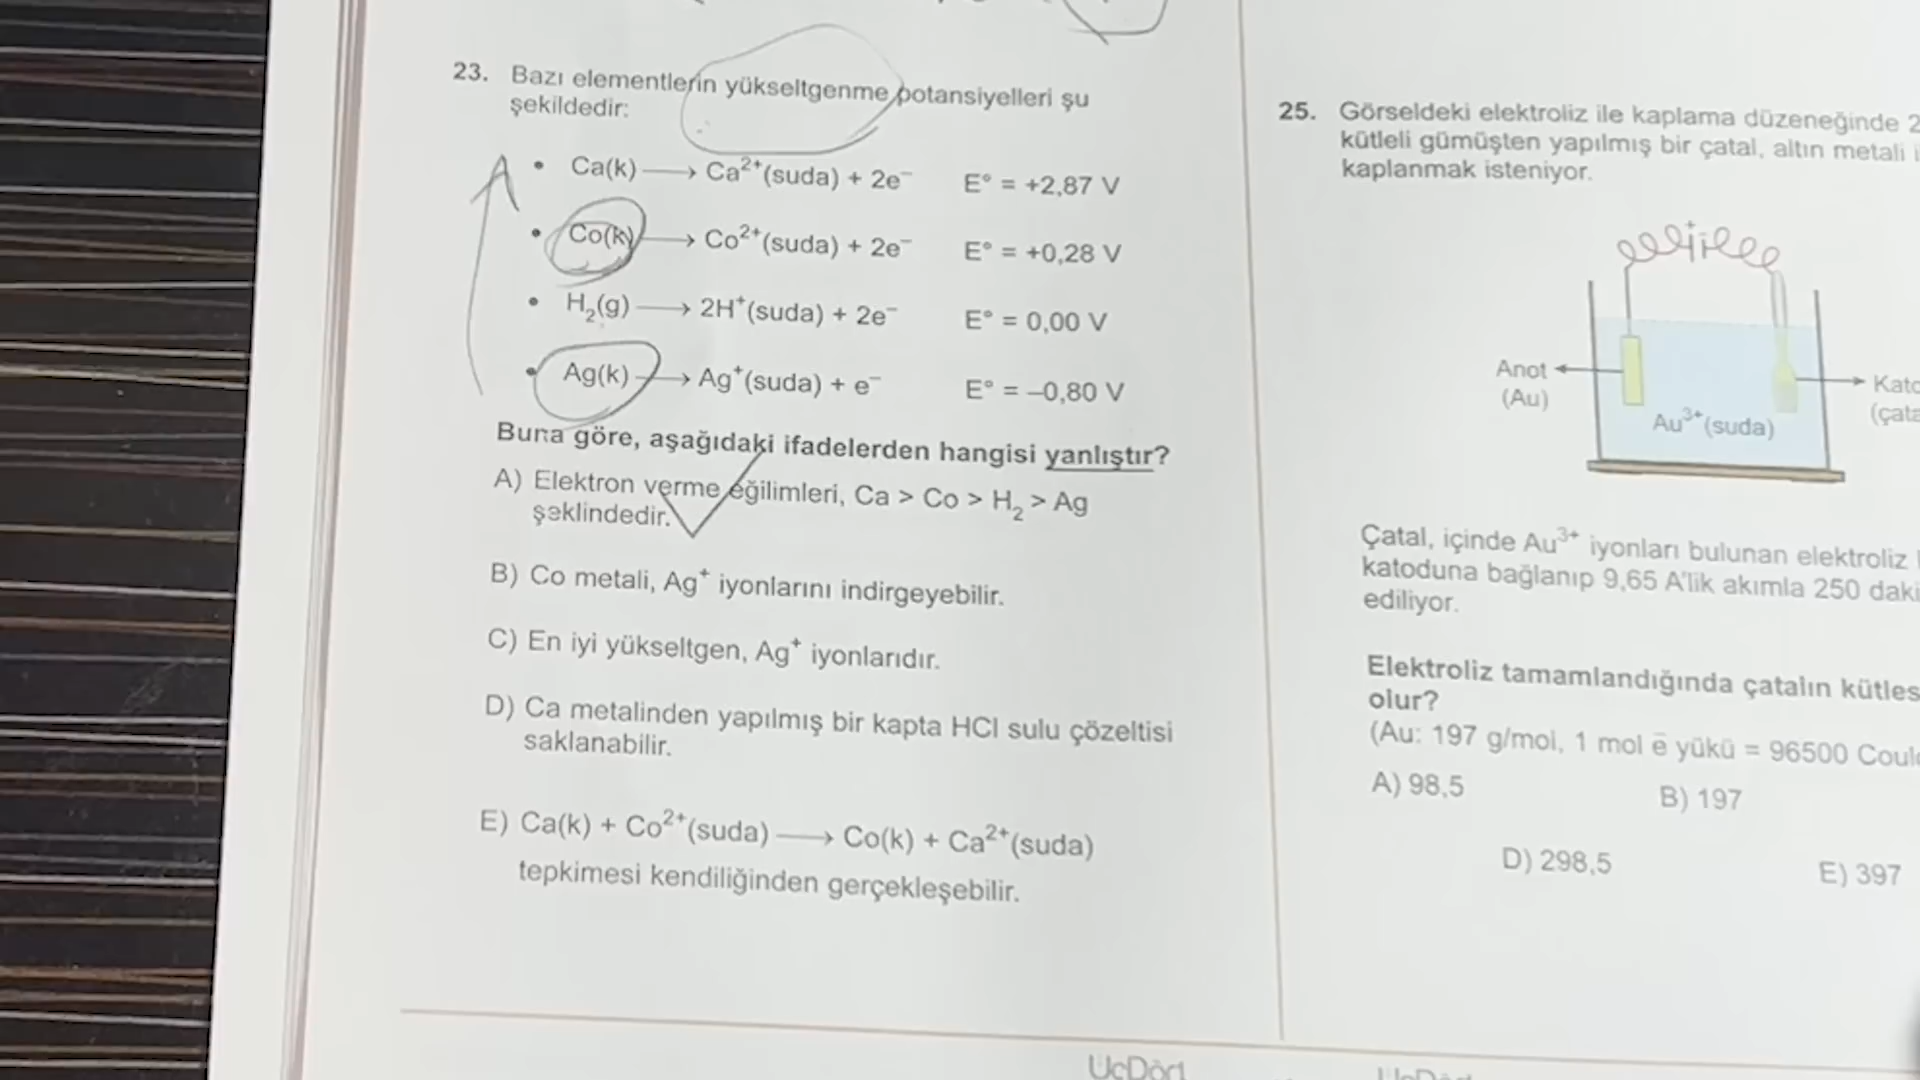 23. Bazı elementlerin yükseltgenme potansiyelleri şu
şekildedir:
• Ca(k) ⟶ Ca²⁺(suda) + 2e⁻ E° = +2,87 V
• Co(k) ⟶ Co²⁺(suda) + 2e⁻ E° = +0,28 V
• H₂(g) ⟶ 2H⁺(suda) + 2e⁻ E° = 0,00 V
• Ag(k) ⟶ Ag⁺(suda) + e⁻ E° = –0,80 V
Buna göre, aşağıdaki ifadelerden hangisi yanlıştır?
A) Elektron verme eğilimleri, Ca > Co > H₂ > Ag
şeklindedir.
B) Co metali, Ag⁺ iyonlarını indirgeyebilir.
C) En iyi yükseltgen, Ag⁺ iyonlarıdır.
D) Ca metalinden yapılmış bir kapta HCl sulu çözeltisi
saklanabilir.
E) Ca(k) + Co²⁺(suda) ⟶ Co(k) + Ca²⁺(suda)
tepkimesi kendiliğinden gerçekleşebilir.
25. Görseldeki elektroliz ile kaplama düzeneğinde 2
kütleli gümüşten yapılmış bir çatal, altın metali
kaplanmak isteniyor.
Anot
(Au)
Au³⁺(suda)
Çatal, içinde Au³⁺ iyonları bulunan elektroliz
katoduna bağlanıp 9,65 A'lik akımla 250
ediliyor.
Elektroliz tamamlandığında çatalın
olur?
(Au: 197 g/mol, 1 mol e̅ yükü = 96500
A) 98,5
B) 197
D) 298,5
E) 397
ÜçDört